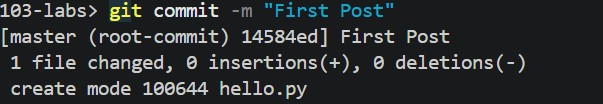 103-labs> git commit -m "First Post"
[master (root-commit) 14584ed] First Post
 1 file changed, 0 insertions(+), 0 deletions(-)
 create mode 100644 hello.py